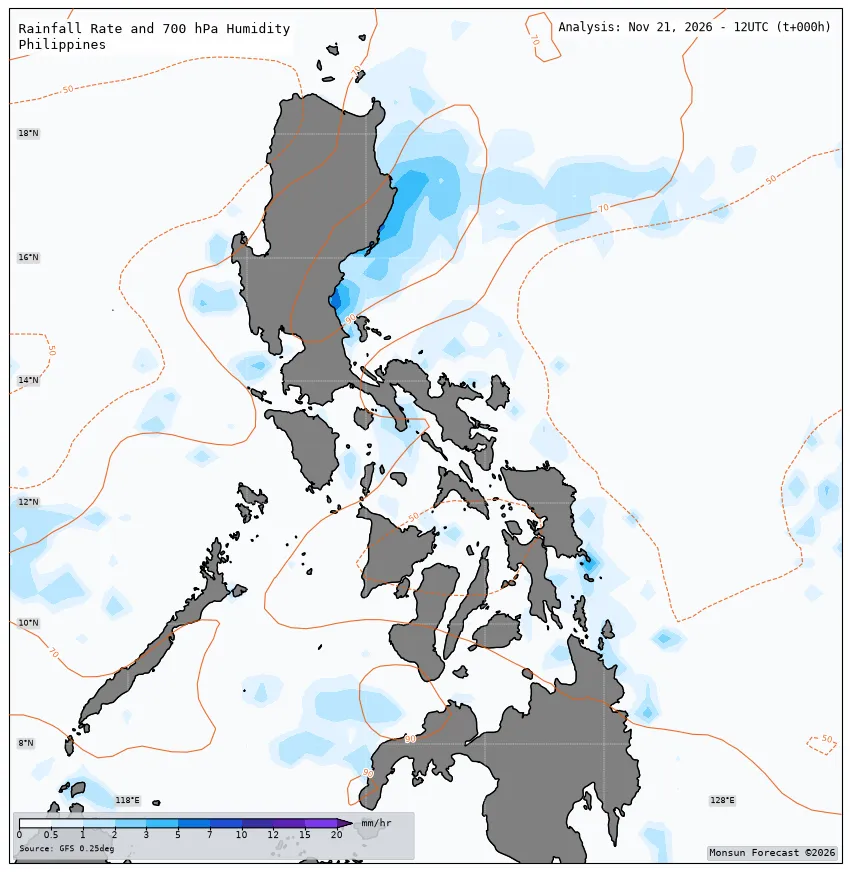 Rainfall Rate and 700 hPa Humidity
Philippines
Analysis: Nov 21, 2026 - 12UTC (t+000h)
70
70
50
18°N
50
70
16°N
90
50
14°N
12°N
50
10°N
70
8°N
90
90
50
118°E
128°E
0 0.5 1 2 3 5 7 10 12 15 20 mm/hr
Source: GFS 0.25deg
Monsun Forecast ©2026